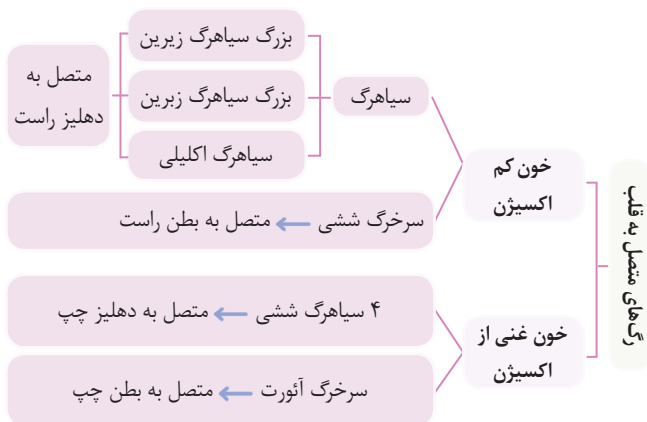 رگ‌های متصل به قلب
خون کم
اکسیژن
سیاهرگ
بزرگ سیاهرگ زیرین
بزرگ سیاهرگ زبرین
سیاهرگ اکلیلی
متصل به
دهلیز راست
سرخرگ ششی ← متصل به بطن راست
خون غنی از
اکسیژن
۴ سیاهرگ ششی ← متصل به دهلیز چپ
سرخرگ آئورت ← متصل به بطن چپ